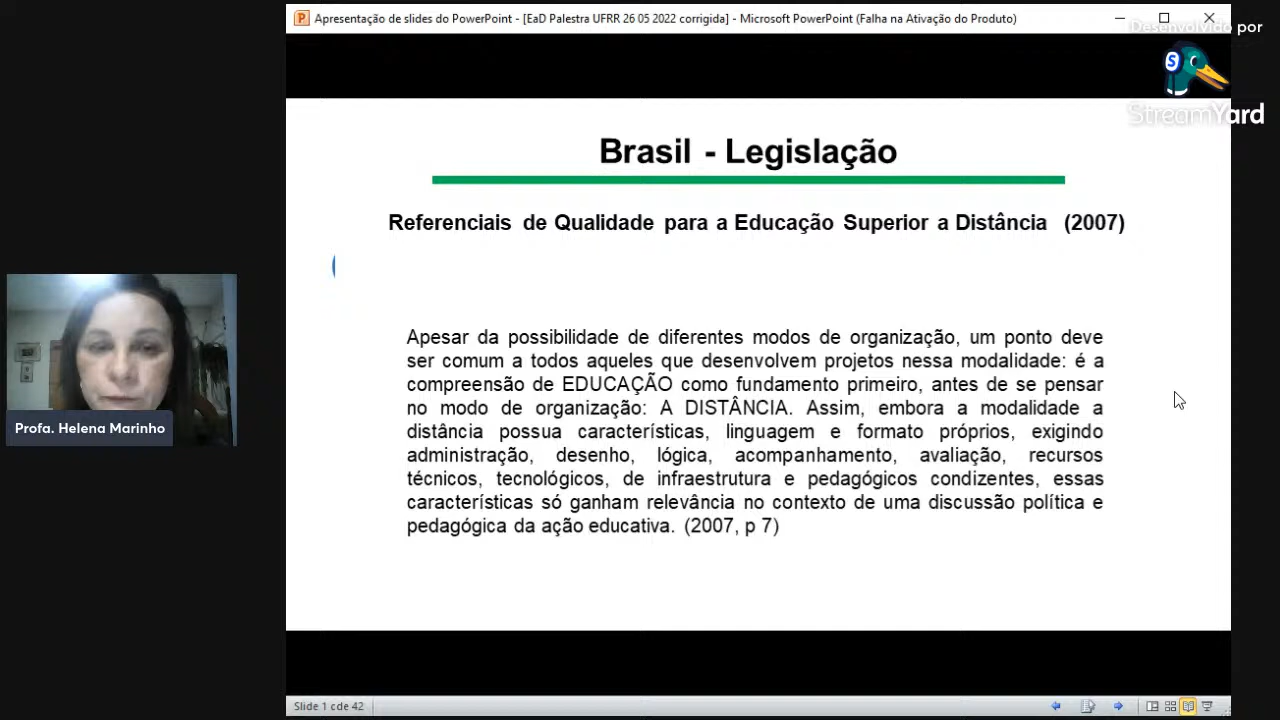 Apresentação de slides do PowerPoint - [EaD Palestra UFRR 26 05 2022 corrigida] - Microsoft PowerPoint (Falha na Ativação do Produto)
Desenvolvido por
S
StreamYard
Brasil - Legislação
Referenciais de Qualidade para a Educação Superior a Distância (2007)
Apesar da possibilidade de diferentes modos de organização, um ponto deve
ser comum a todos aqueles que desenvolvem projetos nessa modalidade: é a
compreensão de EDUCAÇÃO como fundamento primeiro, antes de se pensar
no modo de organização: A DISTÂNCIA. Assim, embora a modalidade a
distância possua características, linguagem e formato próprios, exigindo
administração, desenho, lógica, acompanhamento, avaliação, recursos
técnicos, tecnológicos, de infraestrutura e pedagógicos condizentes, essas
características só ganham relevância no contexto de uma discussão política e
pedagógica da ação educativa. (2007, p 7)
Profa. Helena Marinho
Slide 1 cde 42